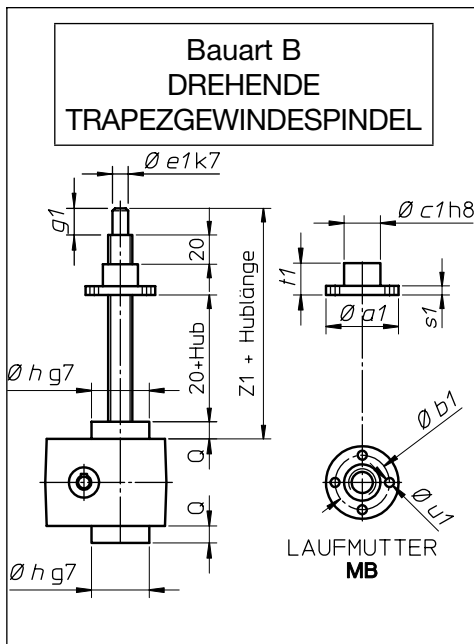 Bauart B
DREHENDE
TRAPEZGEWINDESPINDEL
Ø e1k7
g1
20
20+Hub
Z1 + Hublänge
Ø h g7
Q
Q
Ø h g7
Ø c1h8
t1
s1
Ø a1
Ø b1
Ø u1
LAUFMUTTER
MB